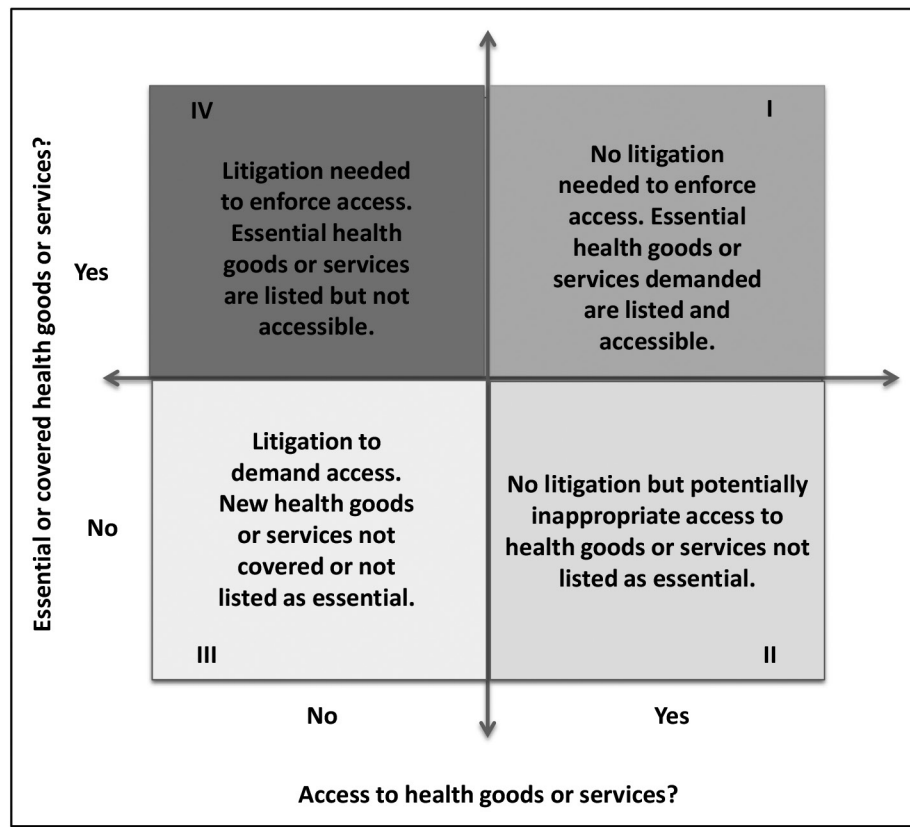 Essential or covered health goods or services?
IV
Litigation needed
to enforce access.
Essential health
goods or services
are listed but not
accessible.
I
No litigation
needed to enforce
access. Essential
health goods or
services demanded
are listed and
accessible.
Yes
Litigation to
demand access.
New health goods
or services not
covered or not
listed as essential.
III
No litigation but potentially
inappropriate access to
health goods or services not
listed as essential.
II
No
No
Yes
Access to health goods or services?